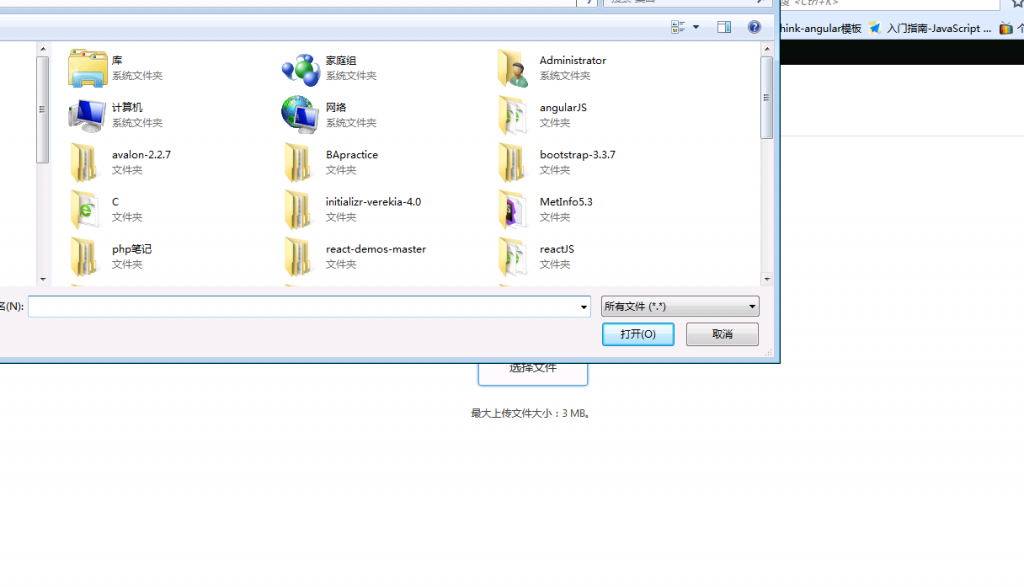 <Ctrl+K>
hink-angular模板 入门指南-JavaScript ...
库
系统文件夹
家庭组
系统文件夹
Administrator
系统文件夹
计算机
系统文件夹
网络
系统文件夹
angularJS
文件夹
avalon-2.2.7
文件夹
BApractice
文件夹
bootstrap-3.3.7
文件夹
C
文件夹
initializr-verekia-4.0
文件夹
MetInfo5.3
文件夹
php笔记
文件夹
react-demos-master
文件夹
reactJS
文件夹
名(N):
所有文件 (*.*)
打开(O)
取消
选择文件
最大上传文件大小：3 MB。